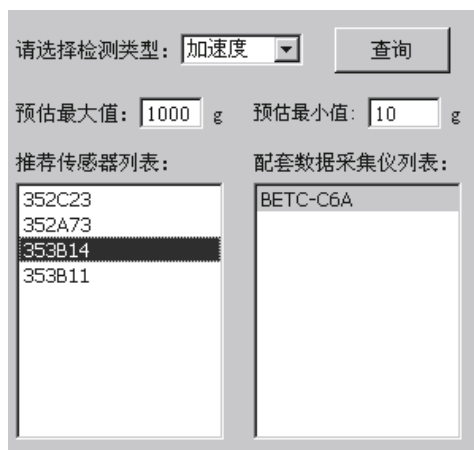 请选择检测类型: 加速度 查询
预估最大值: 1000 g 预估最小值: 10 g
推荐传感器列表: 配套数据采集仪列表:
352C23 BETC-C6A
352A73
353B14
353B11